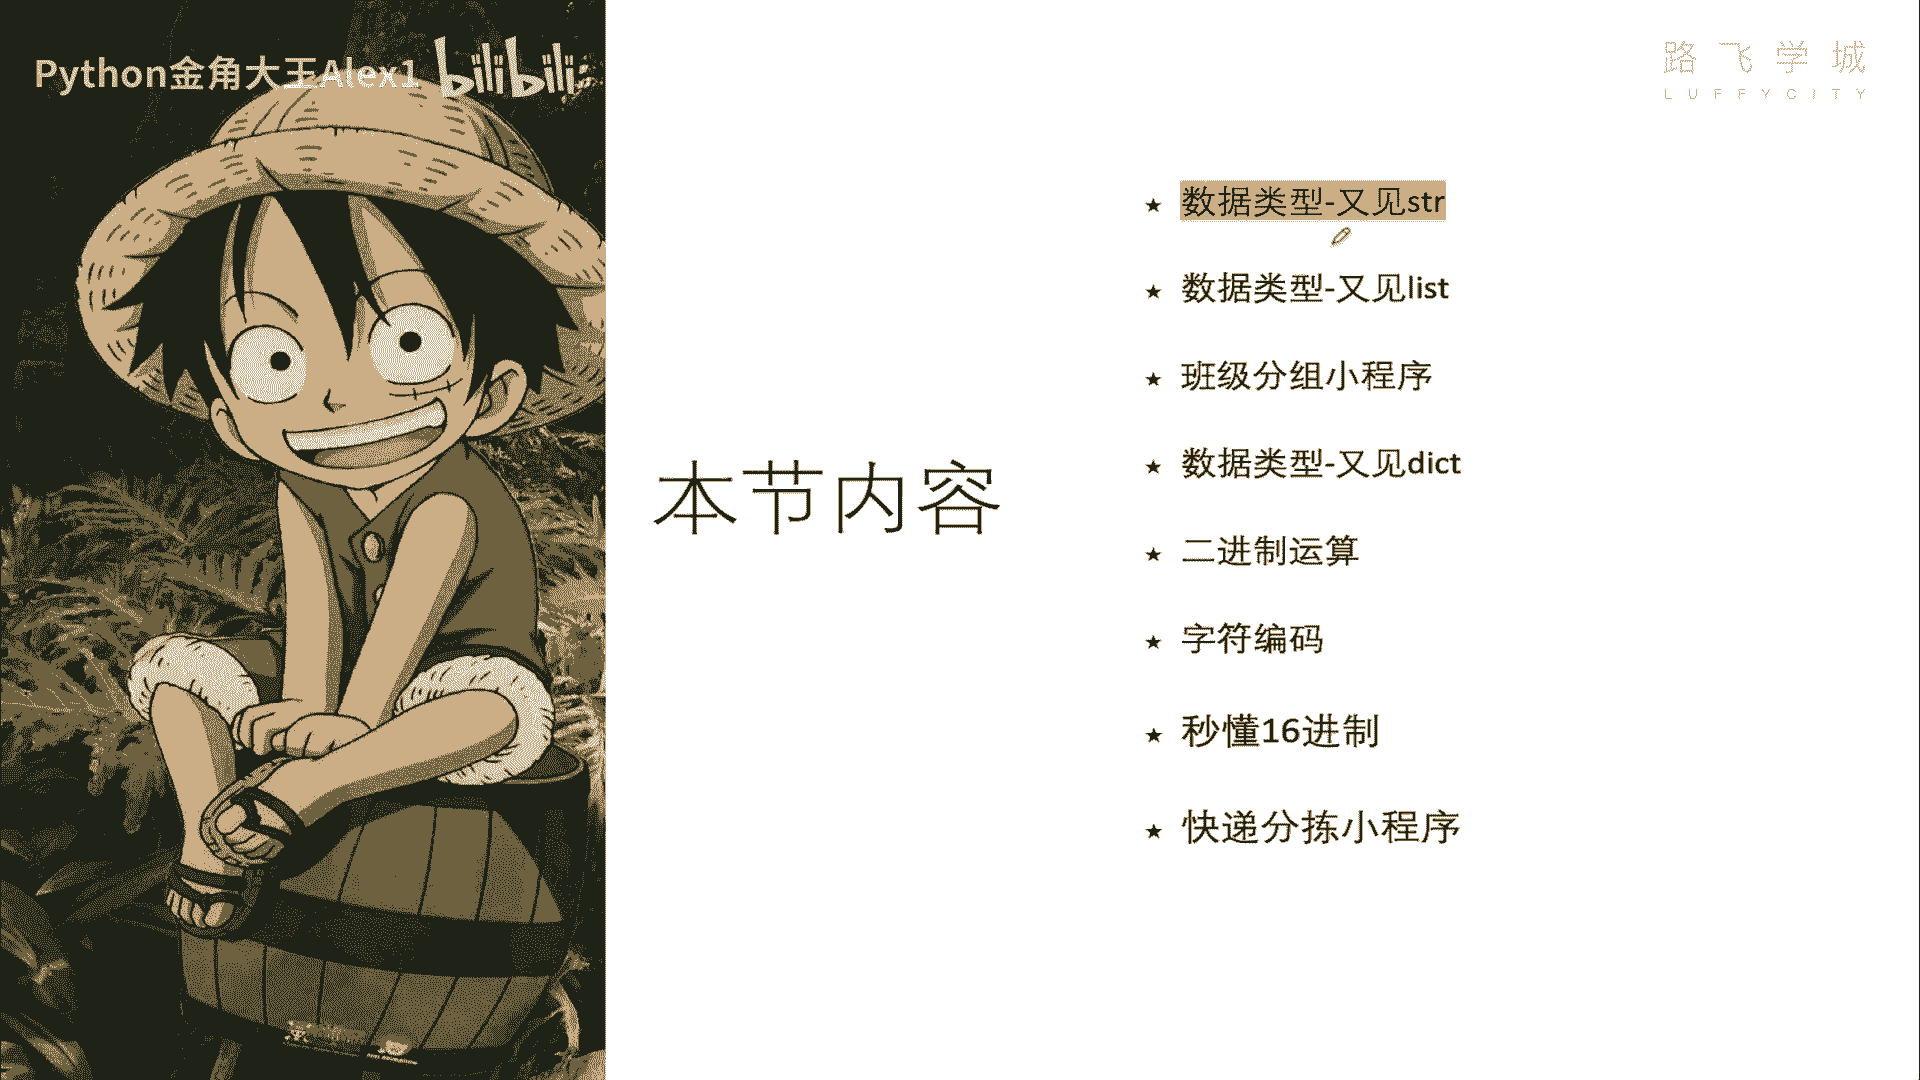 Python金角大王Alex1 bilibili
路飞学城
LUFFYCITY
本节内容
数据类型-又见str
数据类型-又见list
班级分组小程序
数据类型-又见dict
二进制运算
字符编码
秒懂16进制
快递分拣小程序